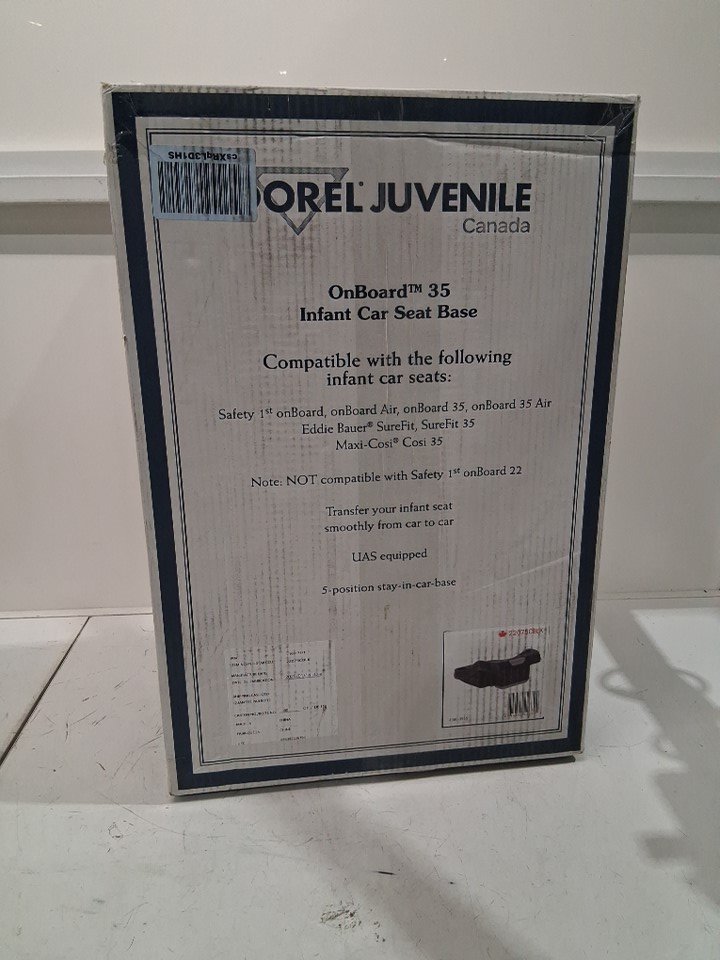 csXRqL3D1HS
OREL JUVENILE
Canada
OnBoard™ 35
Infant Car Seat Base
Compatible with the following
infant car seats:
Safety 1st onBoard, onBoard Air, onBoard 35, onBoard 35 Air
Eddie Bauer® SureFit, SureFit 35
Maxi-Cosi® Cosi 35
Note: NOT compatible with Safety 1st onBoard 22
Transfer your infant seat
smoothly from car to car
UAS equipped
5-position stay-in-car-base